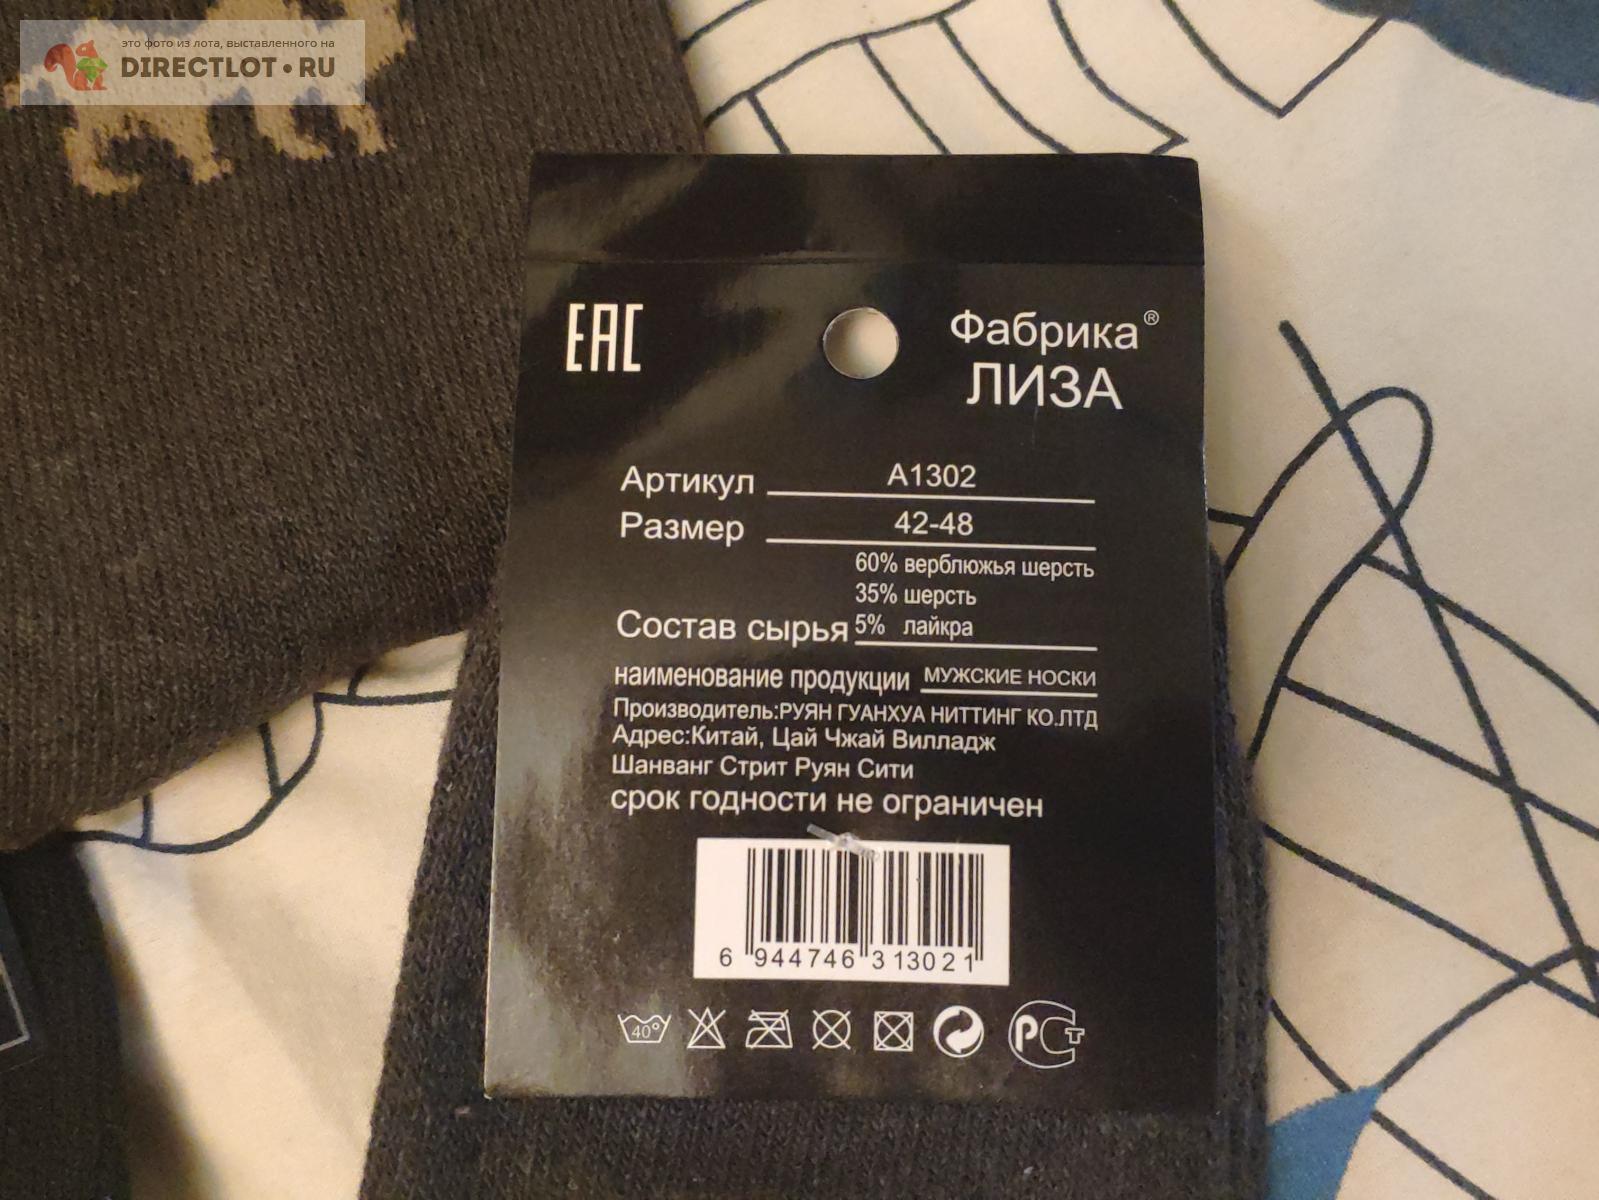 это фото из лота, выставленного на
DIRECTLOT•RU
EAC
Фабрика®
ЛИЗА
Артикул A1302
Размер 42-48
60% верблюжья шерсть
35% шерсть
Состав сырья 5% лайкра
наименование продукции МУЖСКИЕ НОСКИ
Производитель:РУЯН ГУАНХУА НИТТИНГ КО.ЛТД
Адрес:Китай, Цай Чжай Вилладж
Шанванг Стрит Руян Сити
срок годности не ограничен
6 944746 313021
40°
РСТ